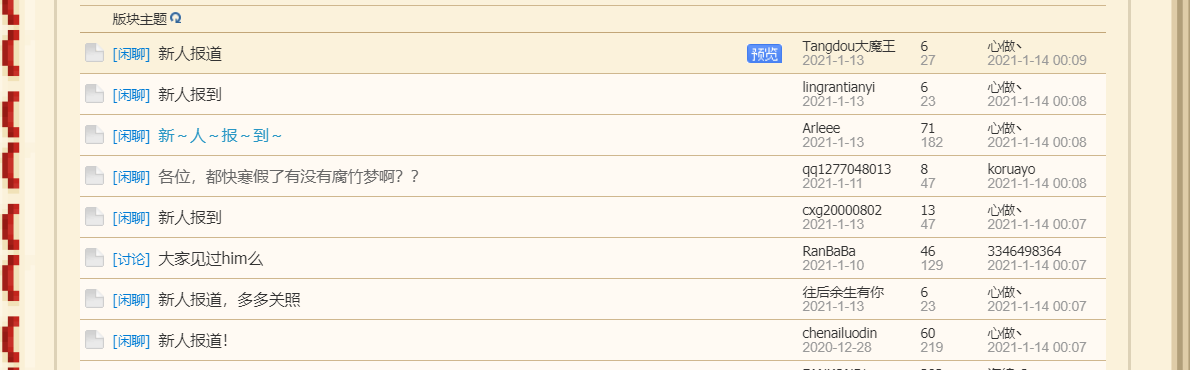 版块主题
[闲聊] 新人报道 预览 Tangdou大魔王 6 心做丶
2021-1-13 27 2021-1-14 00:09
[闲聊] 新人报到 lingrantianyi 6 心做丶
2021-1-13 23 2021-1-14 00:08
[闲聊] 新～人～报～到～ Arleee 71 心做丶
2021-1-13 182 2021-1-14 00:08
[闲聊] 各位，都快寒假了有没有腐竹梦啊？？ qq1277048013 8 koruayo
2021-1-11 47 2021-1-14 00:08
[闲聊] 新人报到 cxg20000802 13 心做丶
2021-1-13 47 2021-1-14 00:07
[讨论] 大家见过him么 RanBaBa 46 3346498364
2021-1-10 129 2021-1-14 00:07
[闲聊] 新人报道，多多关照 往后余生有你 6 心做丶
2021-1-13 23 2021-1-14 00:07
[闲聊] 新人报道！ chenailuodin 60 心做丶
2020-12-28 219 2021-1-14 00:07